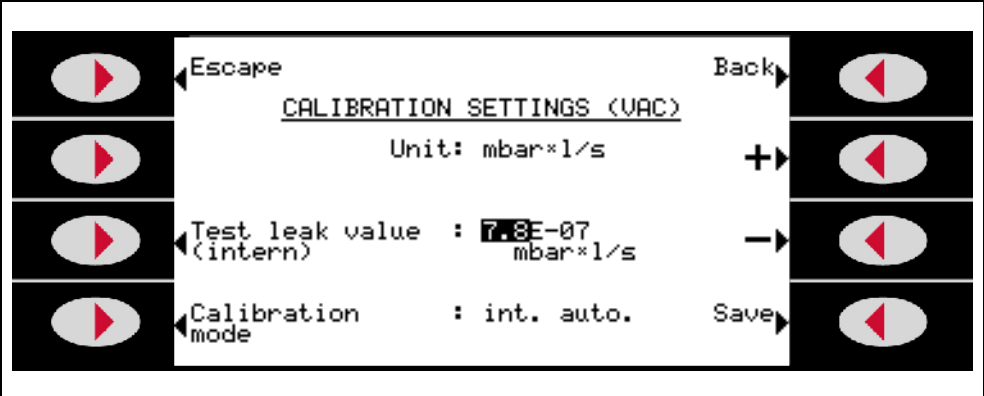 Escape
Back
CALIBRATION SETTINGS (VAC)
Unit: mbar*l/s
+
Test leak value : 7.8E-07
(intern) mbar*l/s
-
Calibration : int. auto.
mode
Save